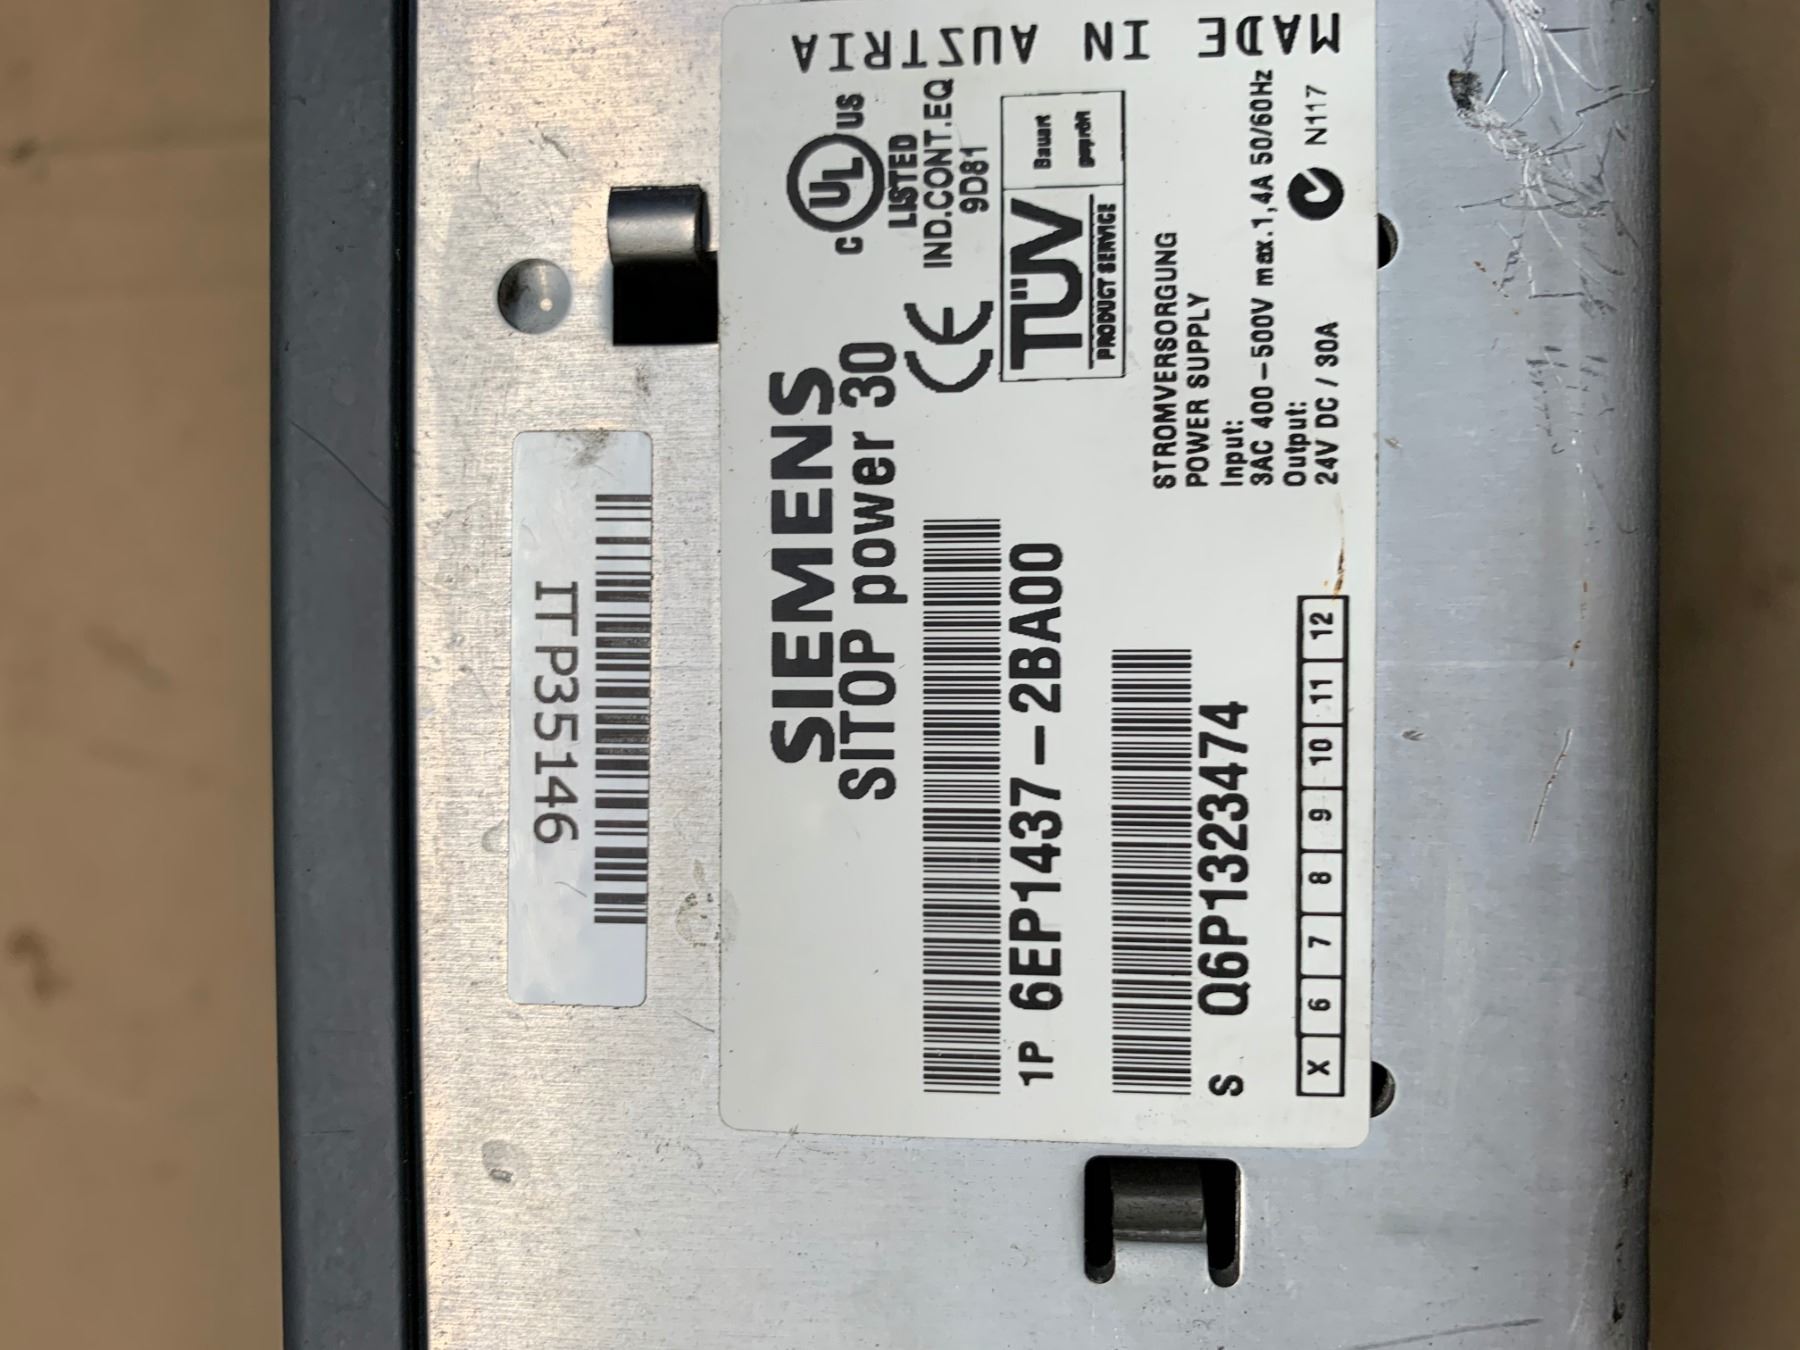 SIEMENS
SITOP power 30
1P 6EP1437-2BA00
S Q6P1323474
X 6 7 8 9 10 11 12
C UL US
LISTED
IND.CONT.EQ
9D81
CE
TÜV
PRODUCT SERVICE
Bauart
geprüft
STROMVERSORGUNG
POWER SUPPLY
Input:
3AC 400-500V max.1,4A 50/60Hz
Output:
24V DC / 30A
N117
MADE IN AUSTRIA
ITP35146